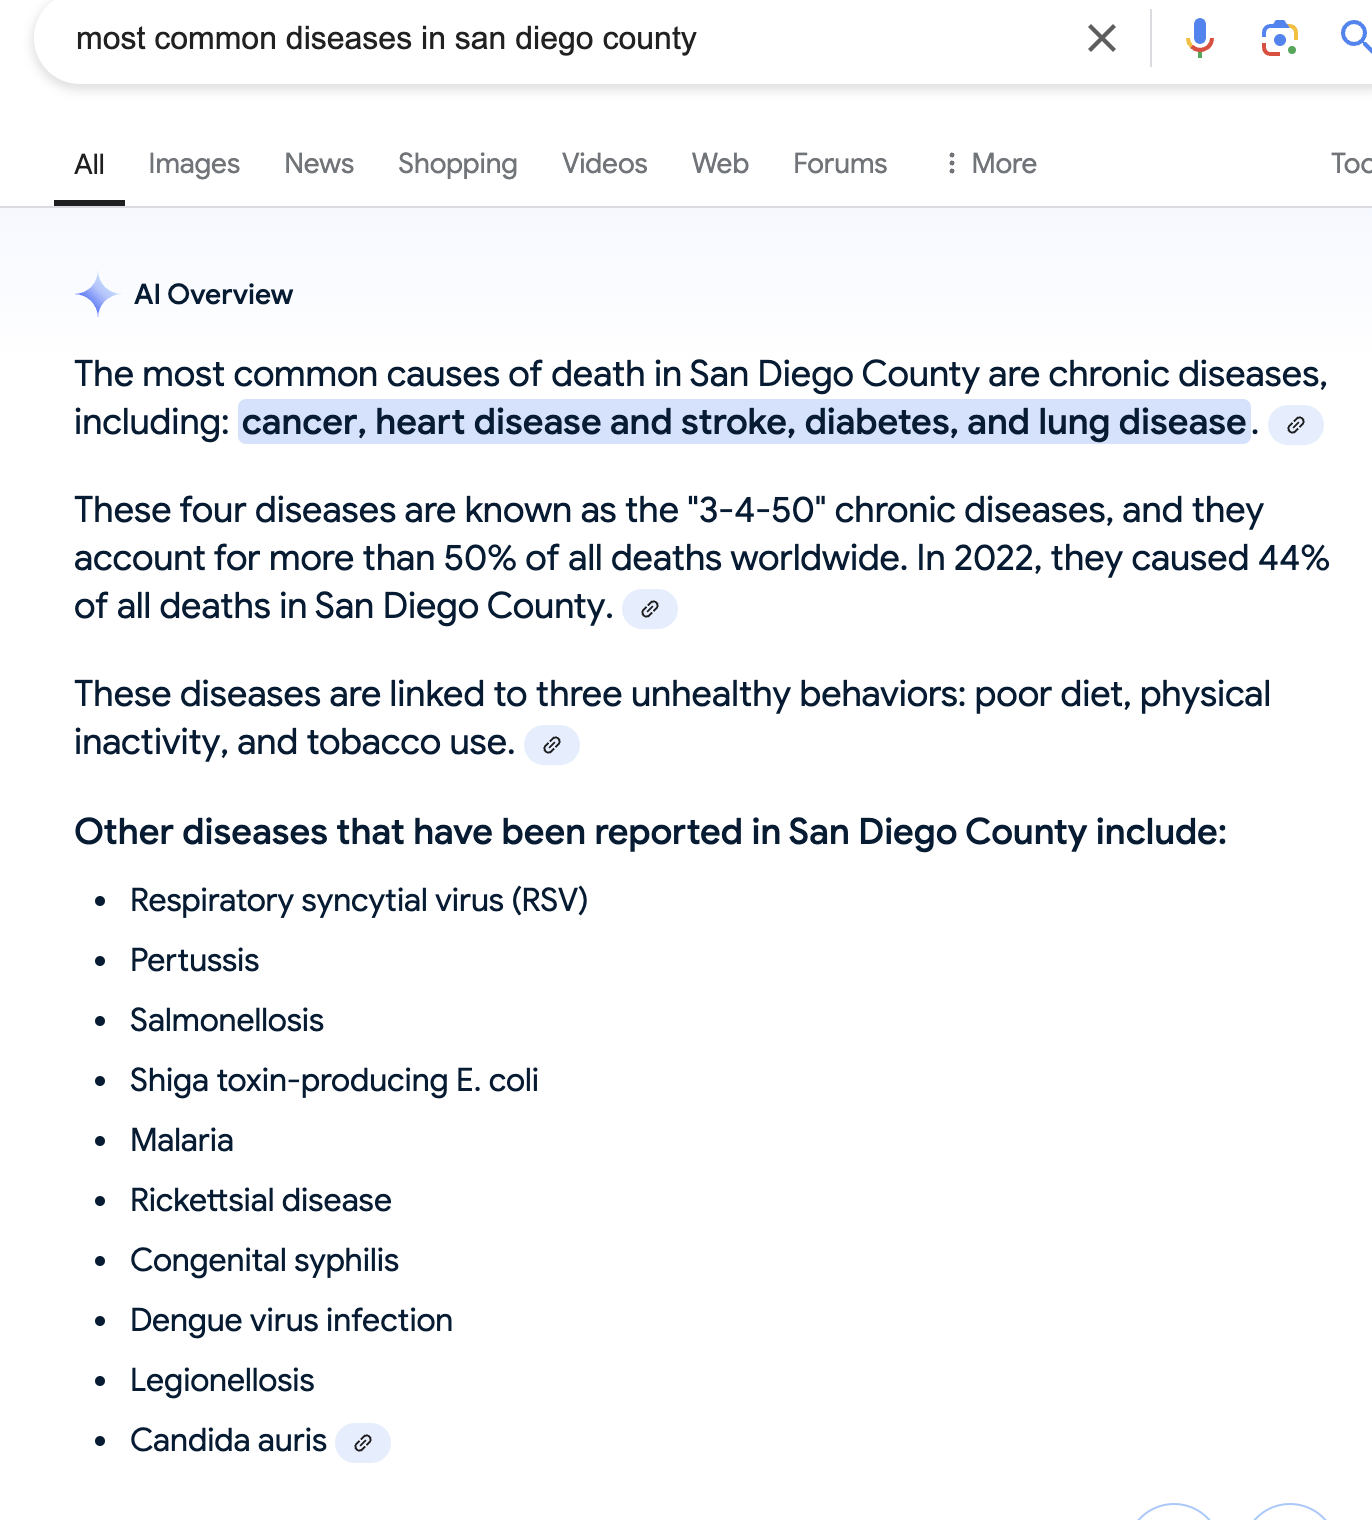 most common diseases in san diego county
All Images News Shopping Videos Web Forums More Too
AI Overview
The most common causes of death in San Diego County are chronic diseases,
including: cancer, heart disease and stroke, diabetes, and lung disease.
These four diseases are known as the "3-4-50" chronic diseases, and they
account for more than 50% of all deaths worldwide. In 2022, they caused 44%
of all deaths in San Diego County.
These diseases are linked to three unhealthy behaviors: poor diet, physical
inactivity, and tobacco use.
Other diseases that have been reported in San Diego County include:
• Respiratory syncytial virus (RSV)
• Pertussis
• Salmonellosis
• Shiga toxin-producing E. coli
• Malaria
• Rickettsial disease
• Congenital syphilis
• Dengue virus infection
• Legionellosis
• Candida auris